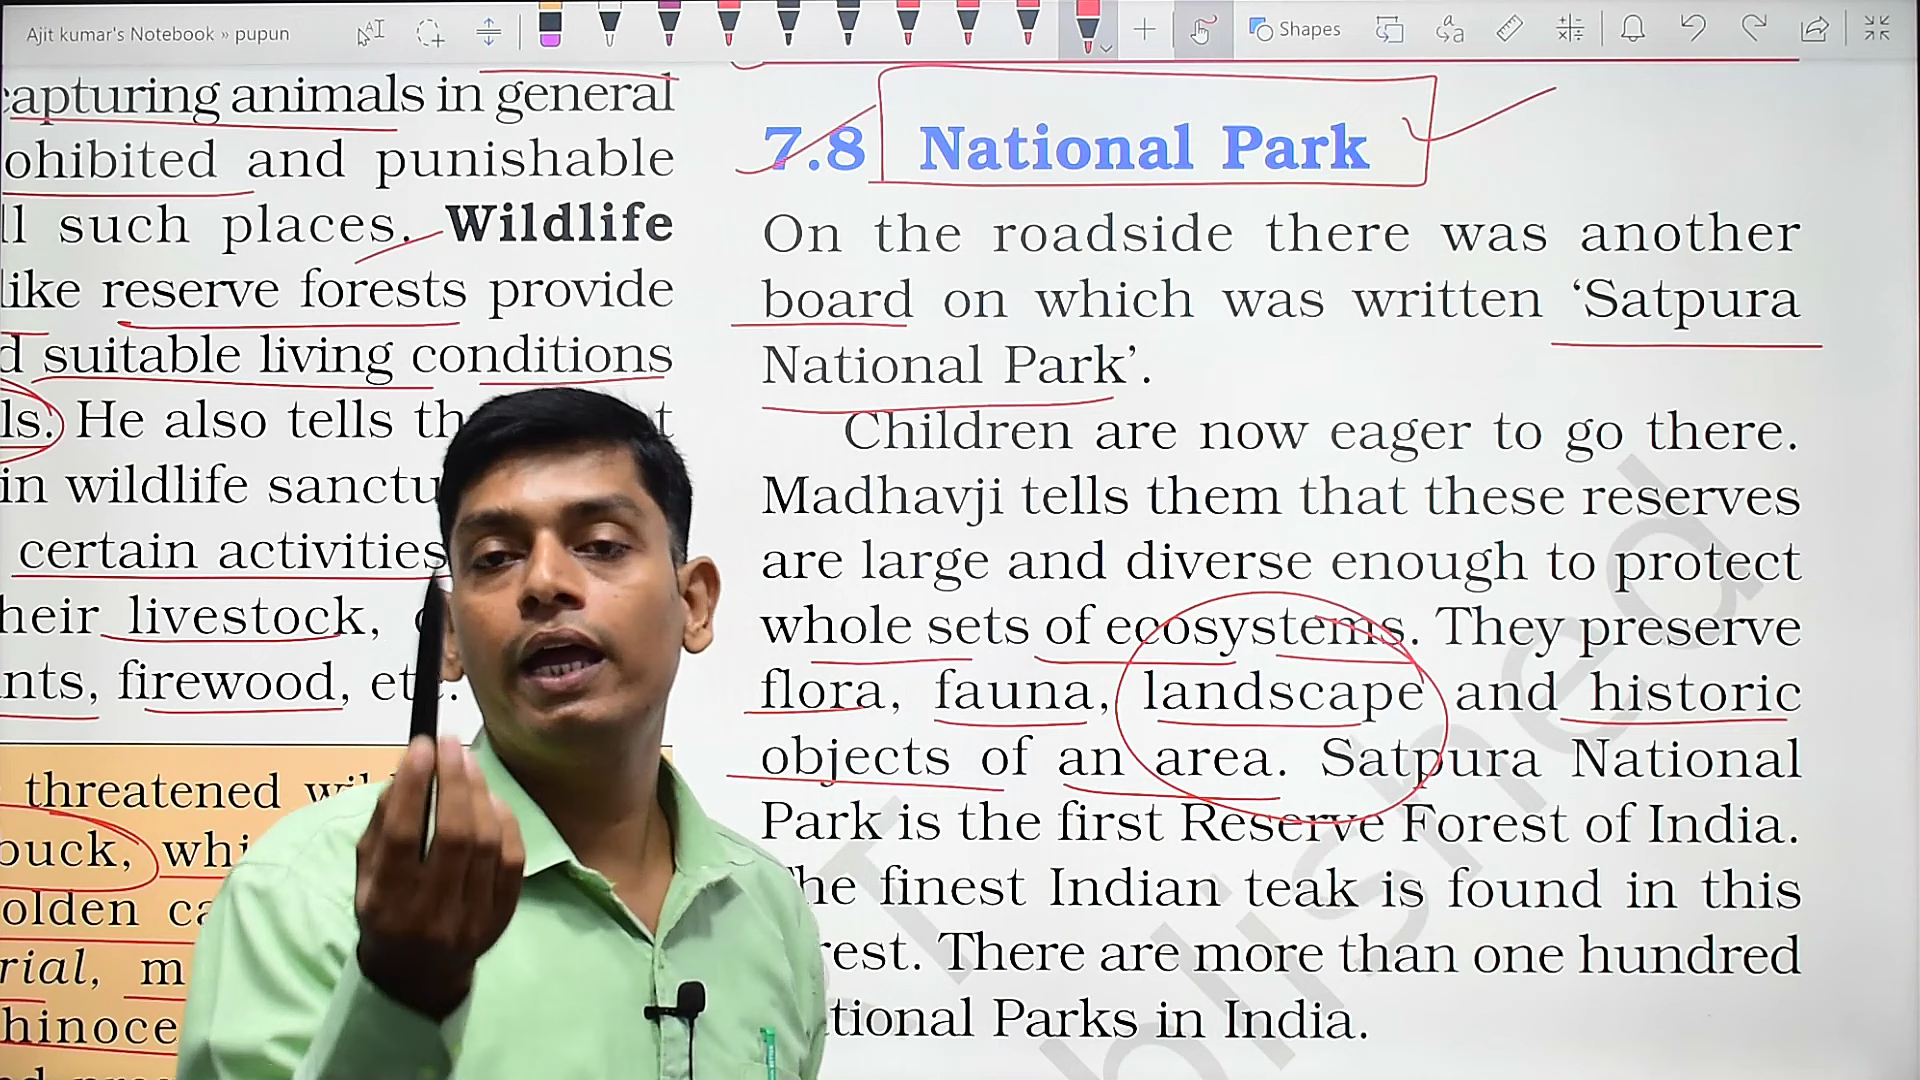 Ajit kumar's Notebook » pupun
Shapes
capturing animals in general
ohibited and punishable
ll such places. Wildlife
like reserve forests provide
d suitable living conditions
ls. He also tells th t
in wildlife sanctu
certain activities
heir livestock,
nts, firewood, etc.
threatened wi
buck, whi
olden ca
rial, m
hinoce
7.8 National Park
On the roadside there was another
board on which was written ‘Satpura
National Park’.
Children are now eager to go there.
Madhavji tells them that these reserves
are large and diverse enough to protect
whole sets of ecosystems. They preserve
flora, fauna, landscape and historic
objects of an area. Satpura National
Park is the first Reserve Forest of India.
The finest Indian teak is found in this
rest. There are more than one hundred
tional Parks in India.